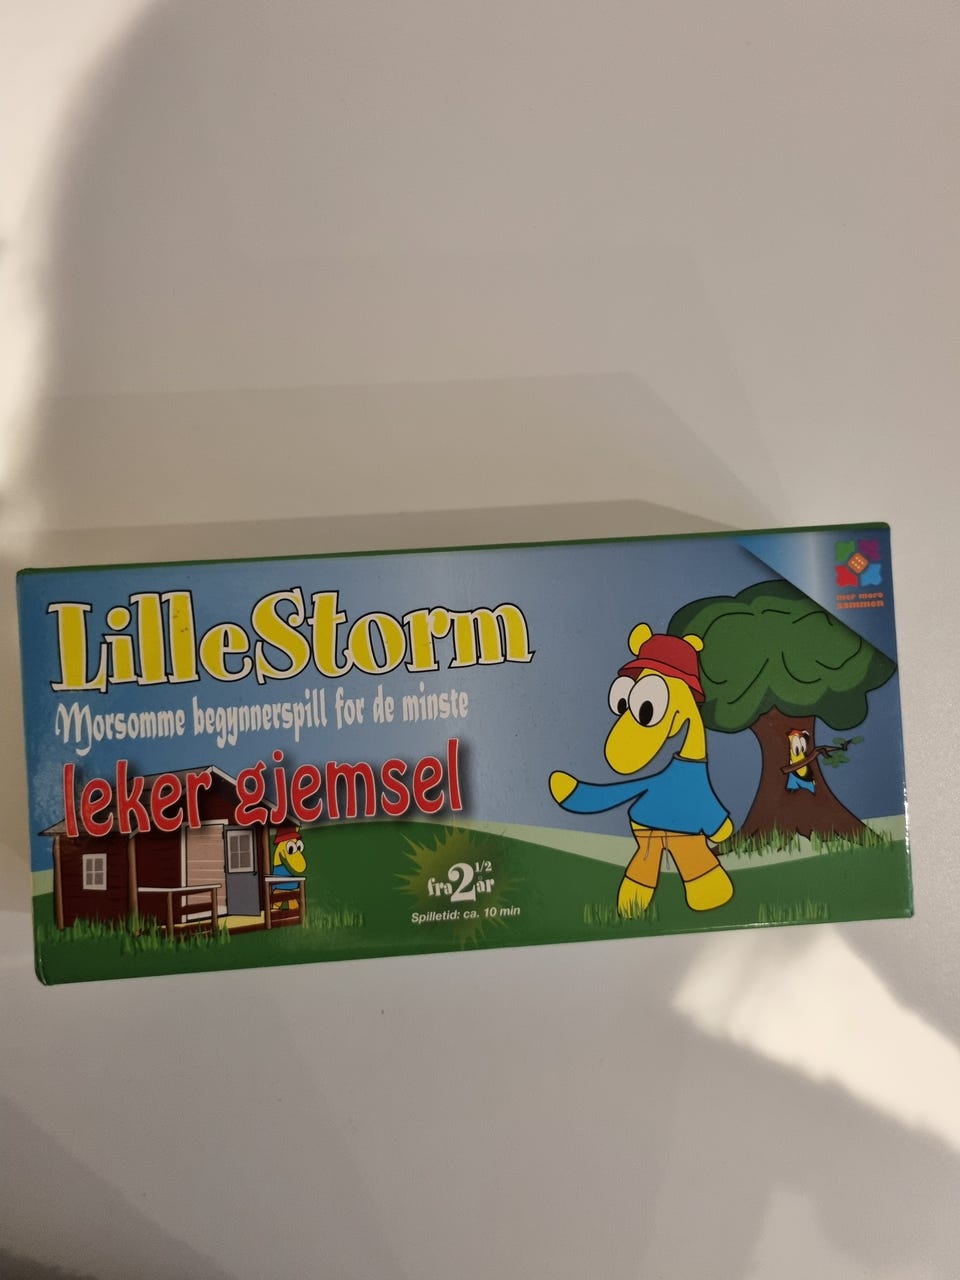 LilleStorm
Morsomme begynnerspill for de minste
leker gjemsel
fra 2 1/2 år
Spilletid: ca. 10 min
mer moro
sammen